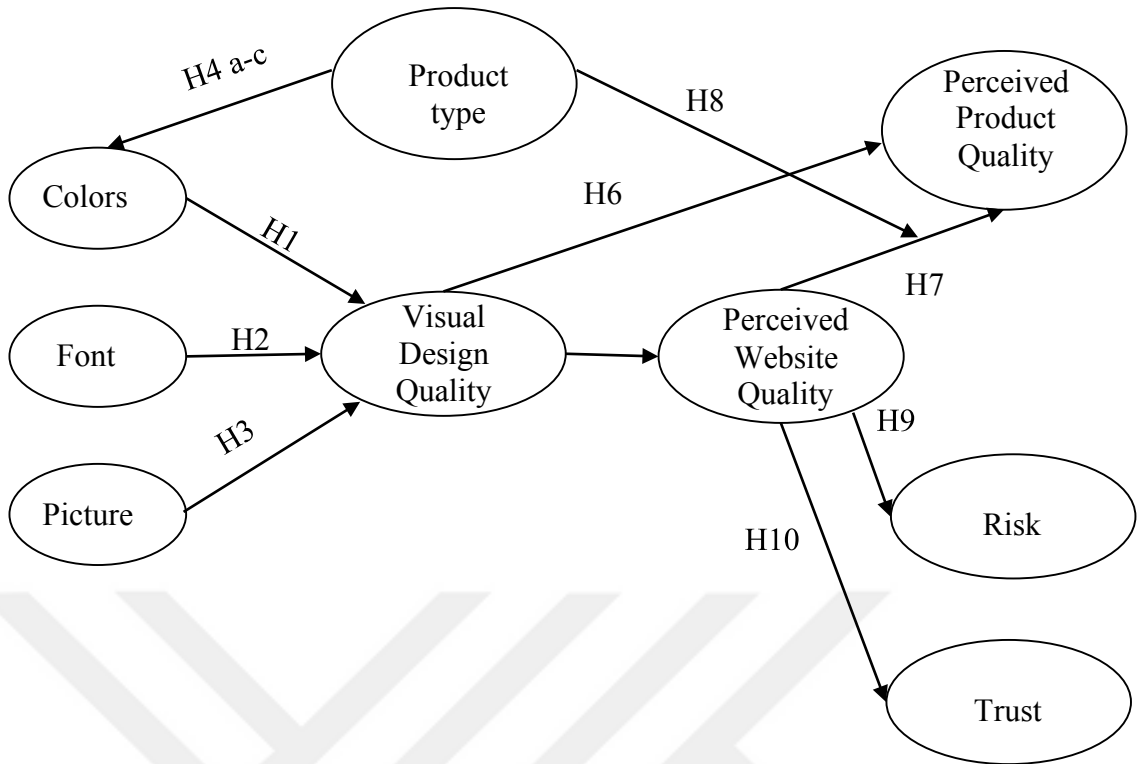 H4 a-c
Product
type
H8
Perceived
Product
Quality
Colors
H6
H1
H7
Font
H2
Visual
Design
Quality
Perceived
Website
Quality
H3
H9
Picture
H10
Risk
Trust